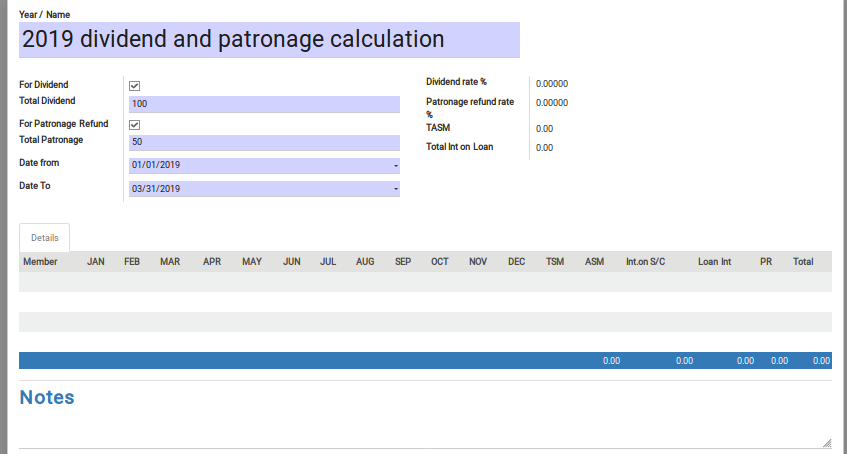 Year / Name
2019 dividend and patronage calculation
For Dividend
Total Dividend 100
For Patronage Refund
Total Patronage 50
Date from 01/01/2019
Date To 03/31/2019
Dividend rate % 0.00000
Patronage refund rate 0.00000
%
TASM 0.00
Total Int on Loan 0.00
Details
Member JAN FEB MAR APR MAY JUN JUL AUG SEP OCT NOV DEC TSM ASM Int.on S/C Loan Int PR Total
0.00 0.00 0.00 0.00 0.00
Notes